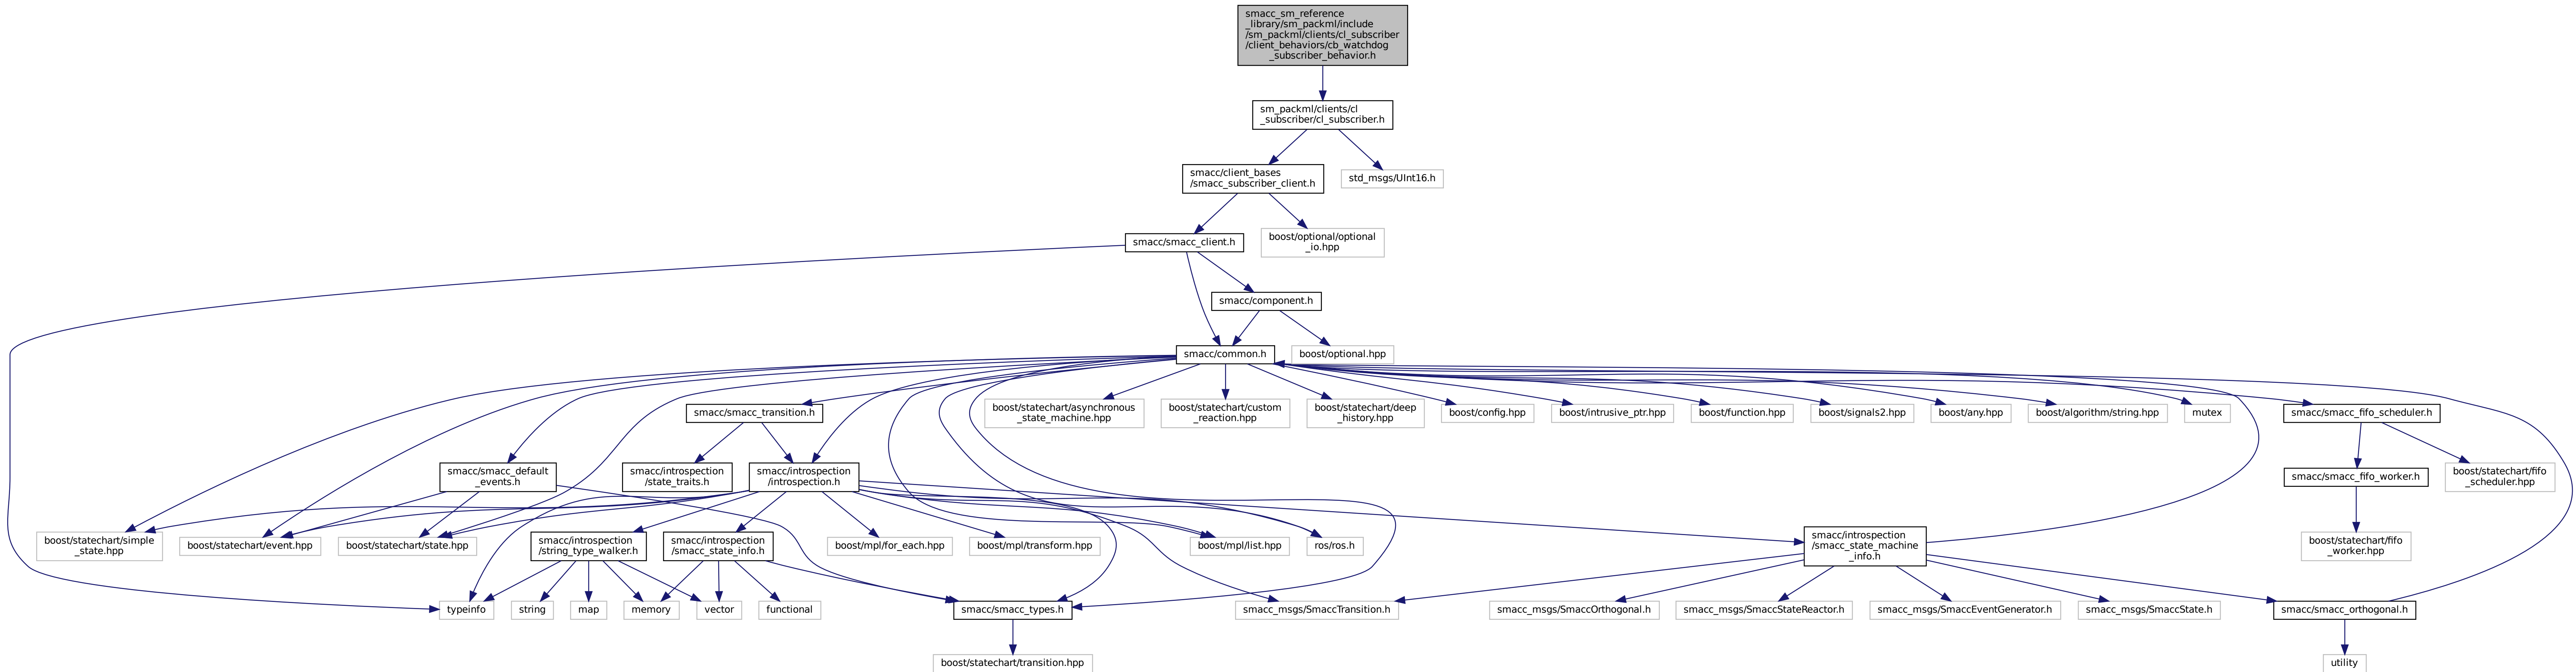 smacc_sm_reference
_library/sm_packml/include
/sm_packml/clients/cl_subscriber
/client_behaviors/cb_watchdog
_subscriber_behavior.h
sm_packml/clients/cl
_subscriber/cl_subscriber.h
smacc/client_bases
/smacc_subscriber_client.h
std_msgs/UInt16.h
smacc/smacc_client.h
boost/optional/optional
_io.hpp
smacc/component.h
smacc/common.h
boost/optional.hpp
smacc/smacc_transition.h
boost/statechart/asynchronous
_state_machine.hpp
boost/statechart/custom
_reaction.hpp
boost/statechart/deep
_history.hpp
boost/config.hpp
boost/intrusive_ptr.hpp
boost/function.hpp
boost/signals2.hpp
boost/any.hpp
boost/algorithm/string.hpp
mutex
smacc/smacc_fifo_scheduler.h
smacc/smacc_default
_events.h
smacc/introspection
/state_traits.h
smacc/introspection
/introspection.h
smacc/smacc_fifo_worker.h
boost/statechart/fifo
_scheduler.hpp
boost/statechart/simple
_state.hpp
boost/statechart/event.hpp
boost/statechart/state.hpp
smacc/introspection
/string_type_walker.h
smacc/introspection
/smacc_state_info.h
boost/mpl/for_each.hpp
boost/mpl/transform.hpp
boost/mpl/list.hpp
ros/ros.h
smacc/introspection
/smacc_state_machine
_info.h
boost/statechart/fifo
_worker.hpp
typeinfo
string
map
memory
vector
functional
smacc/smacc_types.h
smacc_msgs/SmaccTransition.h
smacc_msgs/SmaccOrthogonal.h
smacc_msgs/SmaccStateReactor.h
smacc_msgs/SmaccEventGenerator.h
smacc_msgs/SmaccState.h
smacc/smacc_orthogonal.h
boost/statechart/transition.hpp
utility